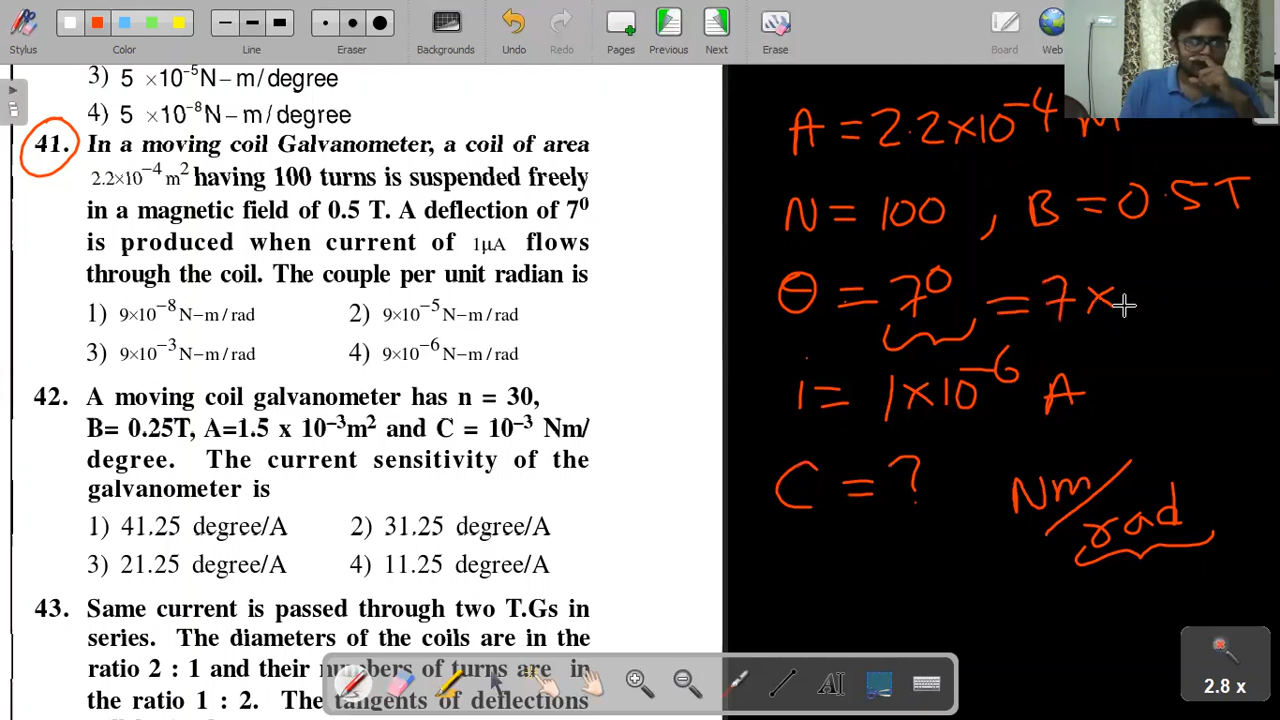 Stylus
Color
Line
Eraser
Backgrounds
Undo
Redo
Pages
Previous
Next
Erase
Board
Web
3) 5 ×10⁻⁵N – m / degree
4) 5 ×10⁻⁸N – m / degree
41. In a moving coil Galvanometer, a coil of area
2.2×10⁻⁴ m² having 100 turns is suspended freely
in a magnetic field of 0.5 T. A deflection of 7⁰
is produced when current of 1μA flows
through the coil. The couple per unit radian is
1) 9×10⁻⁸ N–m / rad 2) 9×10⁻⁵ N–m / rad
3) 9×10⁻³ N–m / rad 4) 9×10⁻⁶ N–m / rad
42. A moving coil galvanometer has n = 30,
B= 0.25T, A=1.5 x 10⁻³m² and C = 10⁻³ Nm/
degree. The current sensitivity of the
galvanometer is
1) 41.25 degree/A 2) 31.25 degree/A
3) 21.25 degree/A 4) 11.25 degree/A
43. Same current is passed through two T.Gs in
series. The diameters of the coils are in the
ratio 2 : 1 and their numbers of turns are in
the ratio 1 : 2. The tangents of deflections
A = 2.2×10⁻⁴ m
N = 100 , B = 0.5T
θ = 7⁰ = 7 ×
i = 1×10⁻⁶ A
C = ? Nm/rad
2.8 x